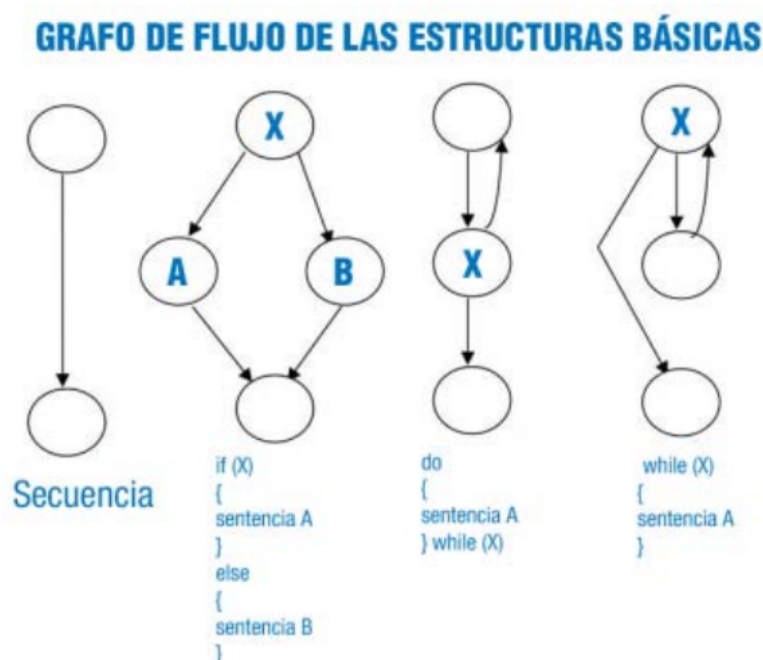 GRAFO DE FLUJO DE LAS ESTRUCTURAS BÁSICAS
X
A
B
X
X
Secuencia
if (X)
{
sentencia A
}
else
{
sentencia B
}
do
{
sentencia A
} while (X)
while (X)
{
sentencia A
}